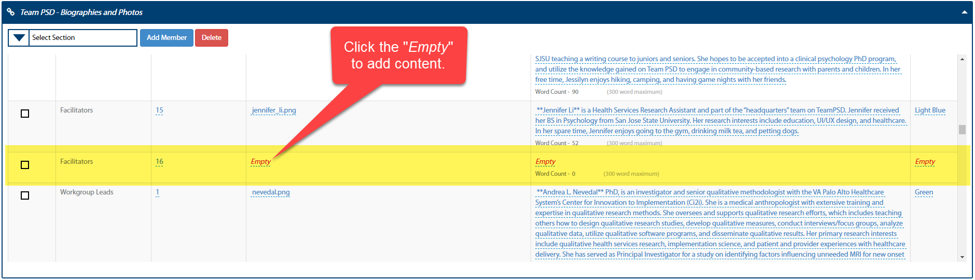 Team PSD - Biographies and Photos
Select Section
Add Member
Delete
Click the "Empty"
to add content.
SJSU teaching a writing course to juniors and seniors. She hopes to be accepted into a clinical psychology PhD program,
and utilize the knowledge gained on Team PSD to engage in community-based research with parents and children. In her
free time, Jessilyn enjoys hiking, camping, and having game nights with her friends.
Word Count - 90 (300 word maximum)
Facilitators 15 jennifer_li.png **Jennifer Li** is a Health Services Research Assistant and part of the "headquarters" team on TeamPSD. Jennifer received Light Blue
her BS in Psychology from San Jose State University. Her research interests include education, UI/UX design, and healthcare.
In her spare time, Jennifer enjoys going to the gym, drinking milk tea, and petting dogs.
Word Count - 52 (300 word maximum)
Facilitators 16 Empty Empty Empty
Word Count - 0 (300 word maximum)
Workgroup Leads 1 nevedal.png **Andrea L. Nevedal** PhD, is an investigator and senior qualitative methodologist with the VA Palo Alto Healthcare Green
System's Center for Innovation to Implementation (Ci2i). She is a medical anthropologist with extensive training and
expertise in qualitative research methods. She oversees and supports qualitative research efforts, which includes teaching
others how to design qualitative research studies, develop qualitative measures, conduct interviews/focus groups, analyze
qualitative data, utilize qualitative software programs, and disseminate qualitative results. Her primary research interests
include qualitative health services research, implementation science, and patient and provider experiences with healthcare
delivery. She has served as Principal Investigator for a study on identifying factors influencing unneeded MRI for new onset